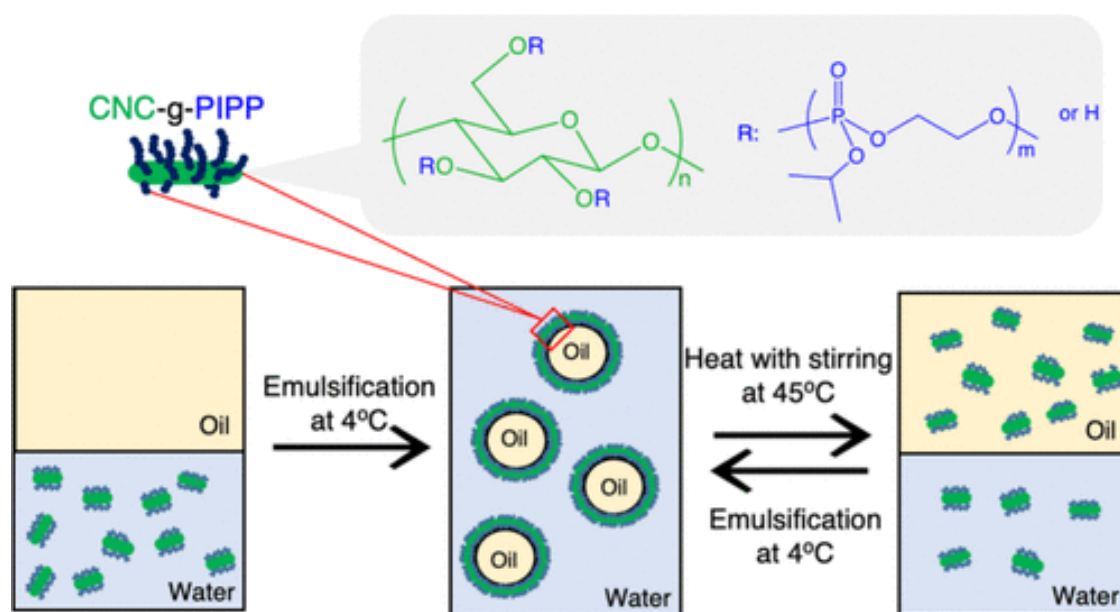 CNC-g-PIPP
OR
RO
OR
O
O
n
R:
O
P
O
O
O
m
or H
Oil
Water
Emulsification
at 4ºC
Oil
Oil
Oil
Oil
Heat with stirring
at 45ºC
Emulsification
at 4ºC
Oil
Water